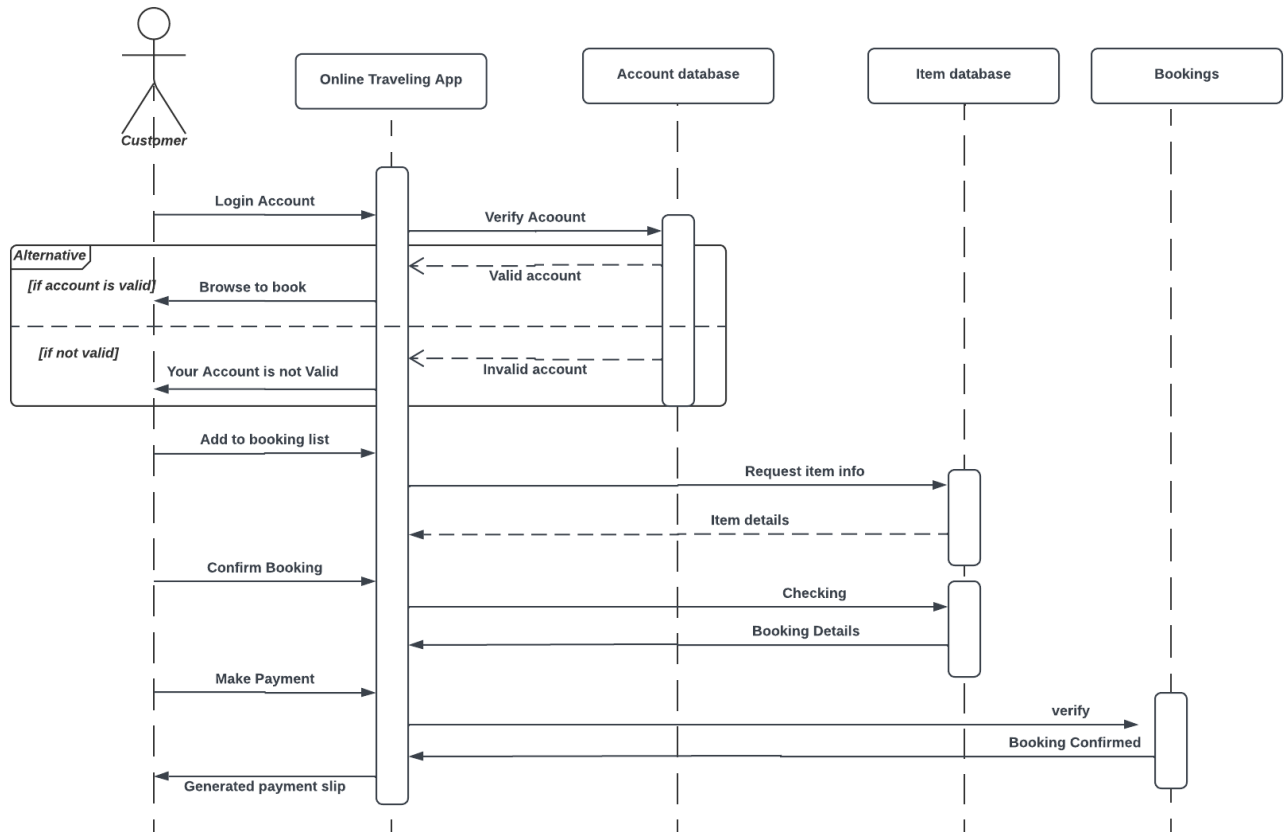 Customer
Online Traveling App
Account database
Item database
Bookings
Login Account
Verify Acoount
Alternative
[if account is valid]
Valid account
Browse to book
[if not valid]
Invalid account
Your Account is not Valid
Add to booking list
Request item info
Item details
Confirm Booking
Checking
Booking Details
Make Payment
verify
Booking Confirmed
Generated payment slip